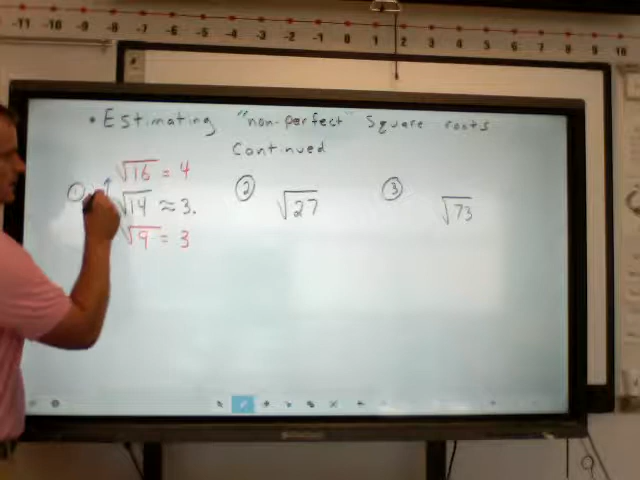 -11 -10 -9 -8 -7 -6 -5 -4 -3 -2 -1 0 1 2 3 4 5 6 7 8 9 10
• Estimating "non-perfect" Square roots
Continued
√16 = 4
① √14 ≈ 3.
√9 = 3
② √27
③ √73